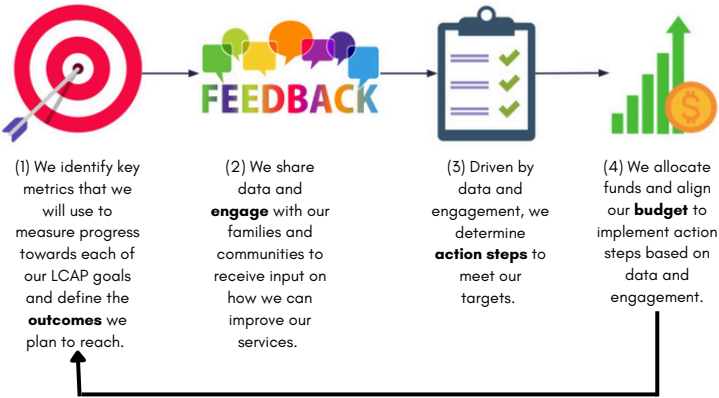 FEEDBACK
(1) We identify key
metrics that we
will use to
measure progress
towards each of
our LCAP goals
and define the
outcomes we
plan to reach.
(2) We share
data and
engage with our
families and
communities to
receive input on
how we can
improve our
services.
(3) Driven by
data and
engagement, we
determine
action steps to
meet our
targets.
(4) We allocate
funds and align
our budget to
implement action
steps based on
data and
engagement.
$